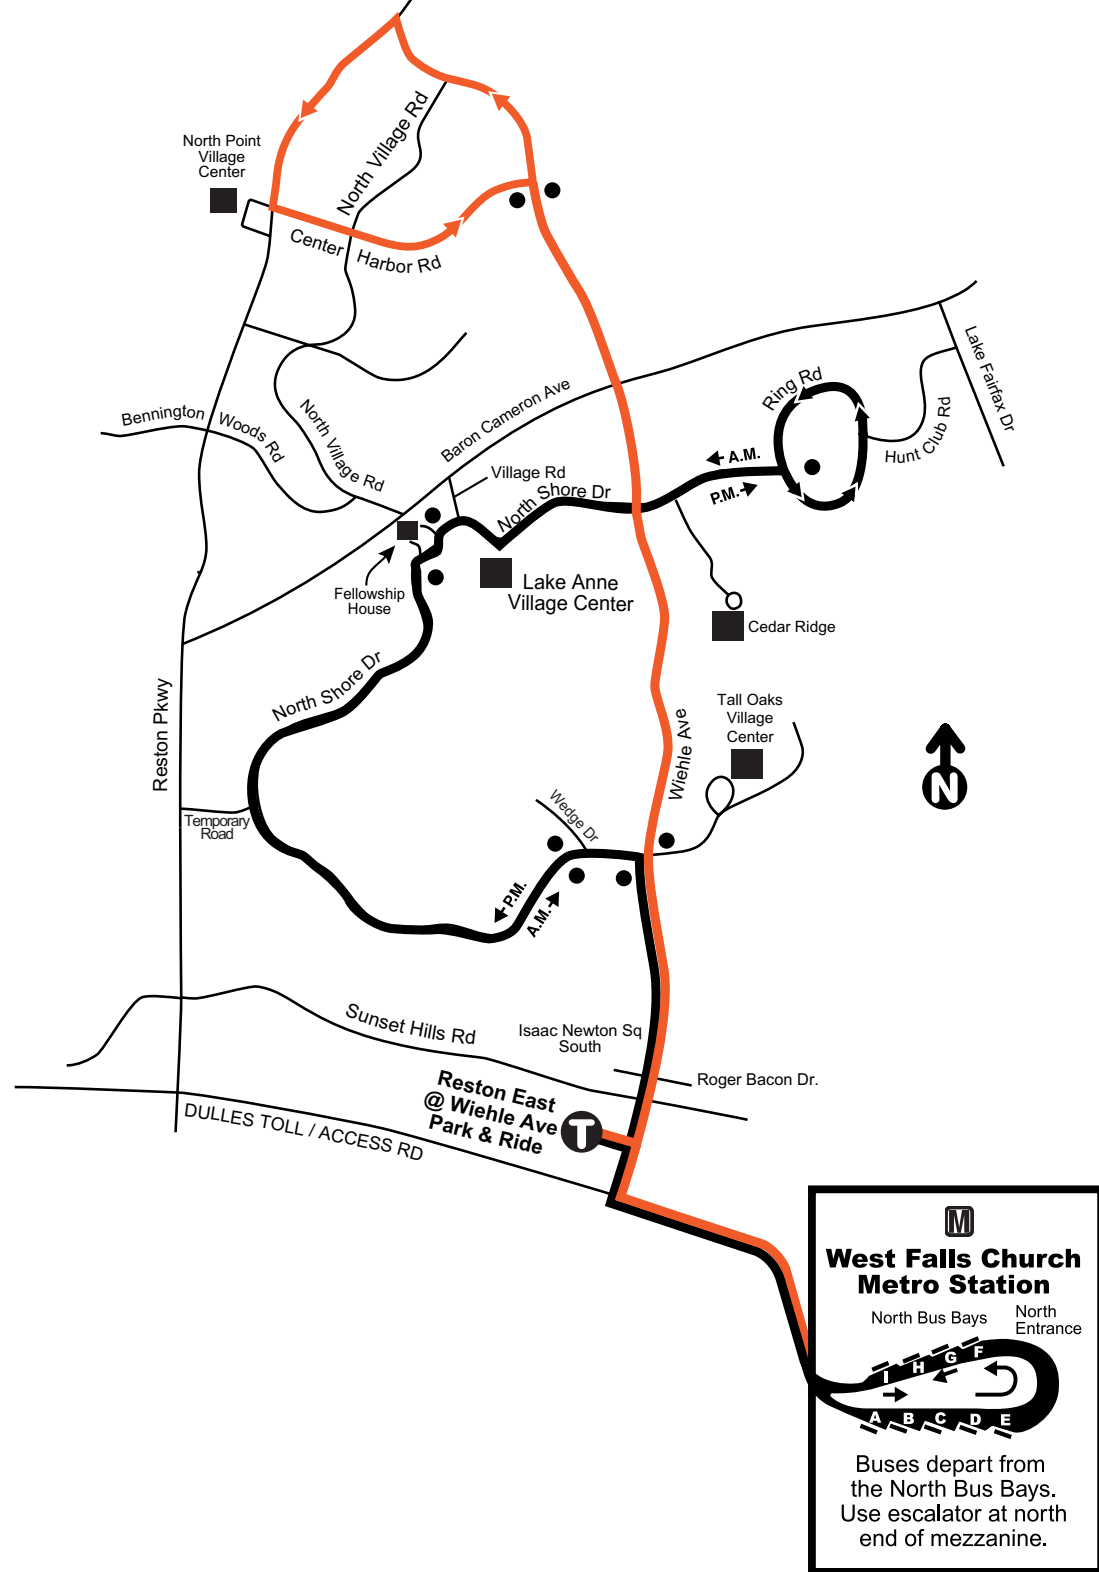 North Point
Village
Center
North Village Rd
Center Harbor Rd
Lake Fairfax Dr
Ring Rd
Hunt Club Rd
Baron Cameron Ave
Bennington Woods Rd
North Village Rd
A.M.
P.M.
Village Rd
North Shore Dr
Fellowship
House
Lake Anne
Village Center
Cedar Ridge
North Shore Dr
Reston Pkwy
Wiehle Ave
Tall Oaks
Village
Center
N
Temporary
Road
Wedge Dr
P.M.
A.M.
Sunset Hills Rd
Isaac Newton Sq
South
Roger Bacon Dr.
Reston East
@ Wiehle Ave
Park & Ride
T
DULLES TOLL / ACCESS RD
M
West Falls Church
Metro Station
North Bus Bays
North
Entrance
I H G F
A B C D E
Buses depart from
the North Bus Bays.
Use escalator at north
end of mezzanine.